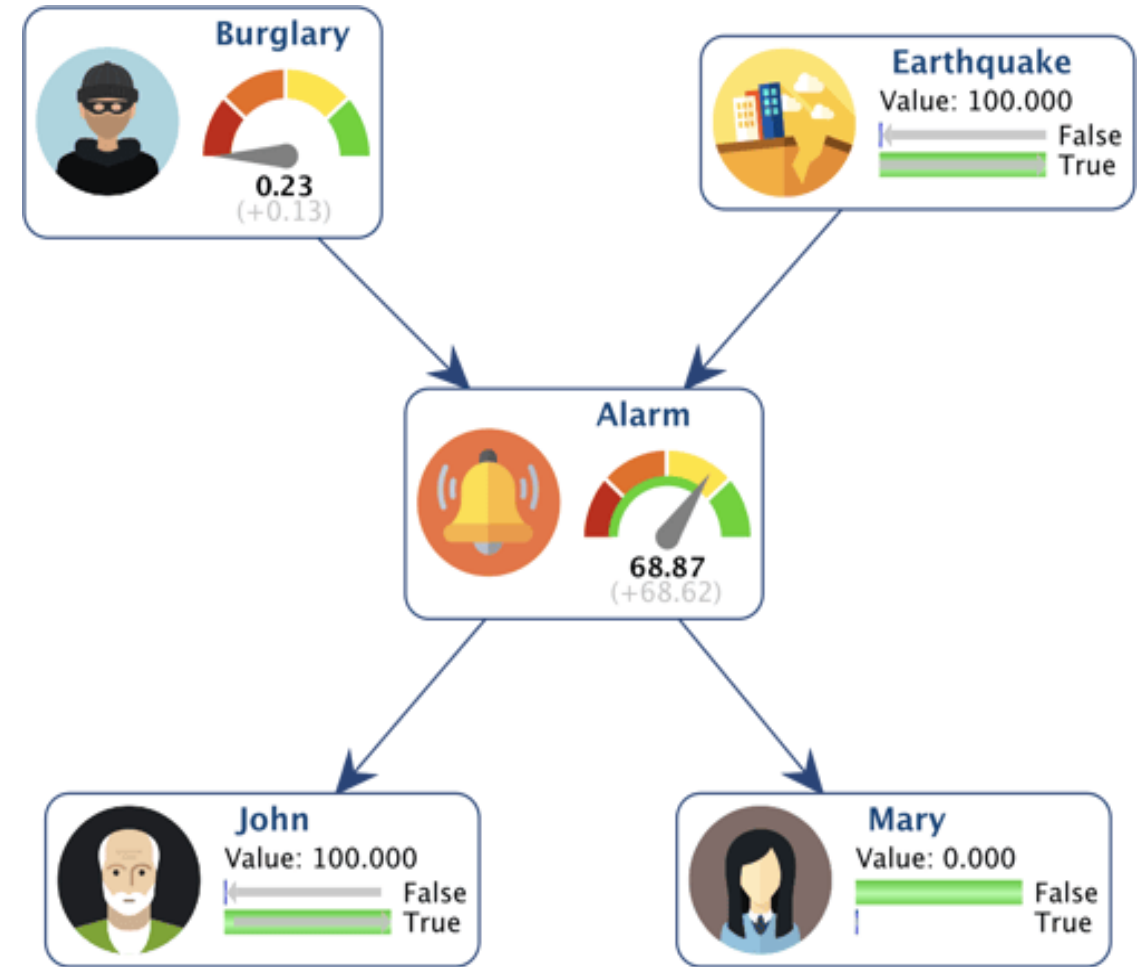 Burglary
0.23
(+0.13)
Earthquake
Value: 100.000
False
True
Alarm
68.87
(+68.62)
John
Value: 100.000
False
True
Mary
Value: 0.000
False
True